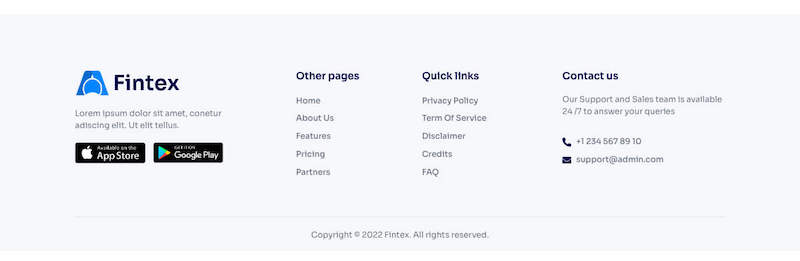 Fintex
Lorem ipsum dolor sit amet, conetur
adiscing elit. Ut elit tellus.
Available on the
App Store
GET IT ON
Google Play
Other pages
Home
About Us
Features
Pricing
Partners
Quick links
Privacy Policy
Term Of Service
Disclaimer
Credits
FAQ
Contact us
Our Support and Sales team is available
24 /7 to answer your queries
+1 234 567 89 10
support@admin.com
Copyright © 2022 Fintex. All rights reserved.